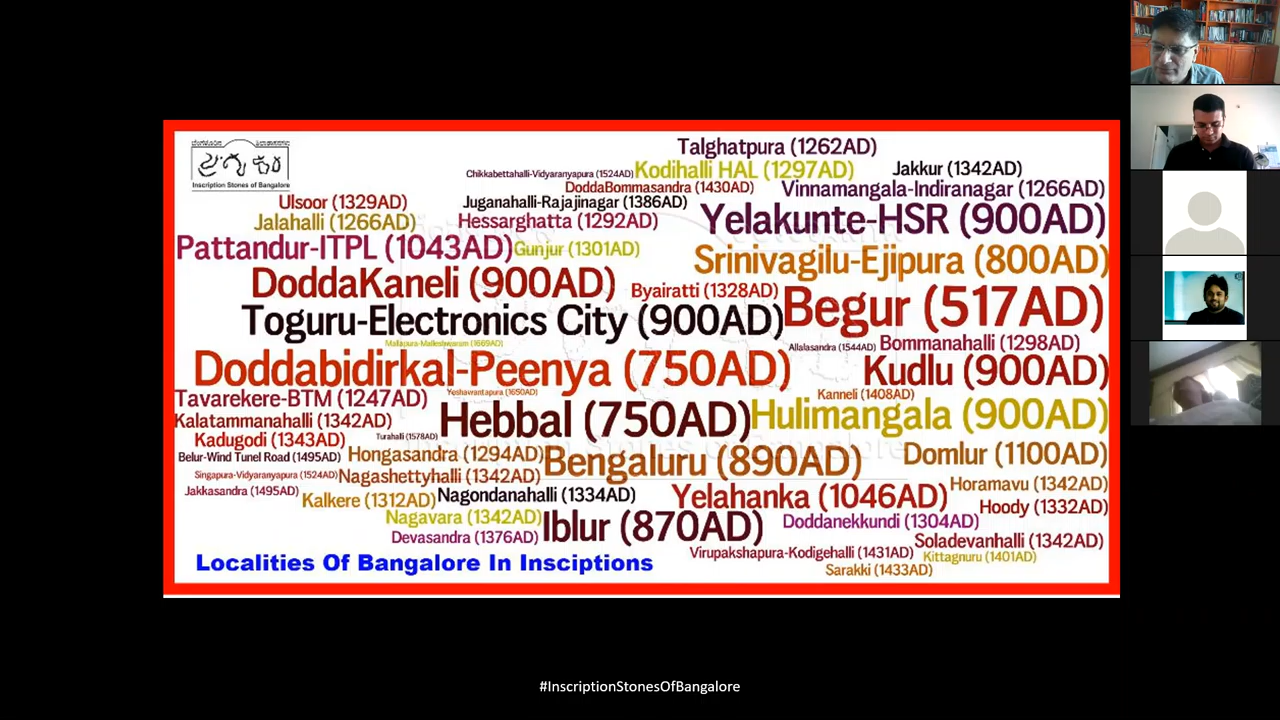 Inscription Stones of Bangalore
Talghatpura (1262AD)
Chikkabettahalli-Vidyaranyapura (1524AD)
Kodihalli HAL (1297AD)
Jakkur (1342AD)
DoddaBommasandra (1430AD)
Vinnamangala-Indiranagar (1266AD)
Ulsoor (1329AD)
Juganahalli-Rajajinagar (1386AD)
Jalahalli (1266AD)
Hessarghatta (1292AD)
Yelakunte-HSR (900AD)
Pattandur-ITPL (1043AD)
Gunjur (1301AD)
Srinivagilu-Ejipura (800AD)
DoddaKaneli (900AD)
Byairatti (1328AD)
Begur (517AD)
Toguru-Electronics City (900AD)
Mallapura-Malleshwaram (1669AD)
Allalasandra (1544AD)
Bommanahalli (1298AD)
Doddabidirkal-Peenya (750AD)
Kudlu (900AD)
Yeshawantapura (1650AD)
Kanneli (1408AD)
Tavarekere-BTM (1247AD)
Kalatammanahalli (1342AD)
Hebbal (750AD)
Hulimangala (900AD)
Kadugodi (1343AD)
Turahalli (1578AD)
Belur-Wind Tunel Road (1495AD)
Hongasandra (1294AD)
Bengaluru (890AD)
Domlur (1100AD)
Singapura-Vidyaranyapura (1524AD)
Nagashettyhalli (1342AD)
Horamavu (1342AD)
Jakkasandra (1495AD)
Kalkere (1312AD)
Nagondanahalli (1334AD)
Yelahanka (1046AD)
Hoody (1332AD)
Nagavara (1342AD)
Iblur (870AD)
Doddanekkundi (1304AD)
Devasandra (1376AD)
Soladevanhalli (1342AD)
Virupakshapura-Kodigehalli (1431AD)
Kittagnuru (1401AD)
Localities Of Bangalore In Insciptions
Sarakki (1433AD)
#InscriptionStonesOfBangalore